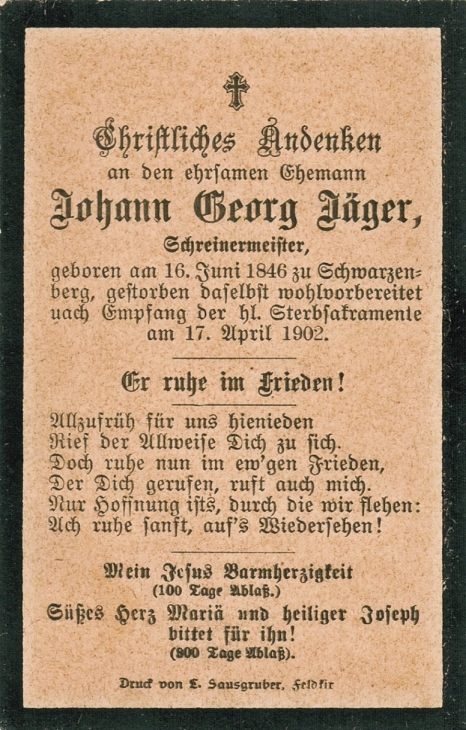 Christliches Andenken
an den ehrsamen Ehemann
Johann Georg Jäger,
Schreinermeister,
geboren am 16. Juni 1846 zu Schwarzen=
berg, gestorben daselbst wohlvorbereitet
uach Empfang der hl. Sterbsakramente
am 17. April 1902.
Er ruhe im Frieden!
Allzufrüh für uns hienieden
Rief der Allweise Dich zu sich.
Doch ruhe nun im ew'gen Frieden,
Der Dich gerufen, ruft auch mich.
Nur Hoffnung ists, durch die wir flehen:
Ach ruhe sanft, auf's Wiedersehen!
Mein Jesus Barmherzigkeit
(100 Tage Ablaß.)
Süßes Herz Mariä und heiliger Joseph
bittet für ihn!
(300 Tage Ablaß).
Druck von L. Sausgruber, Feldkir